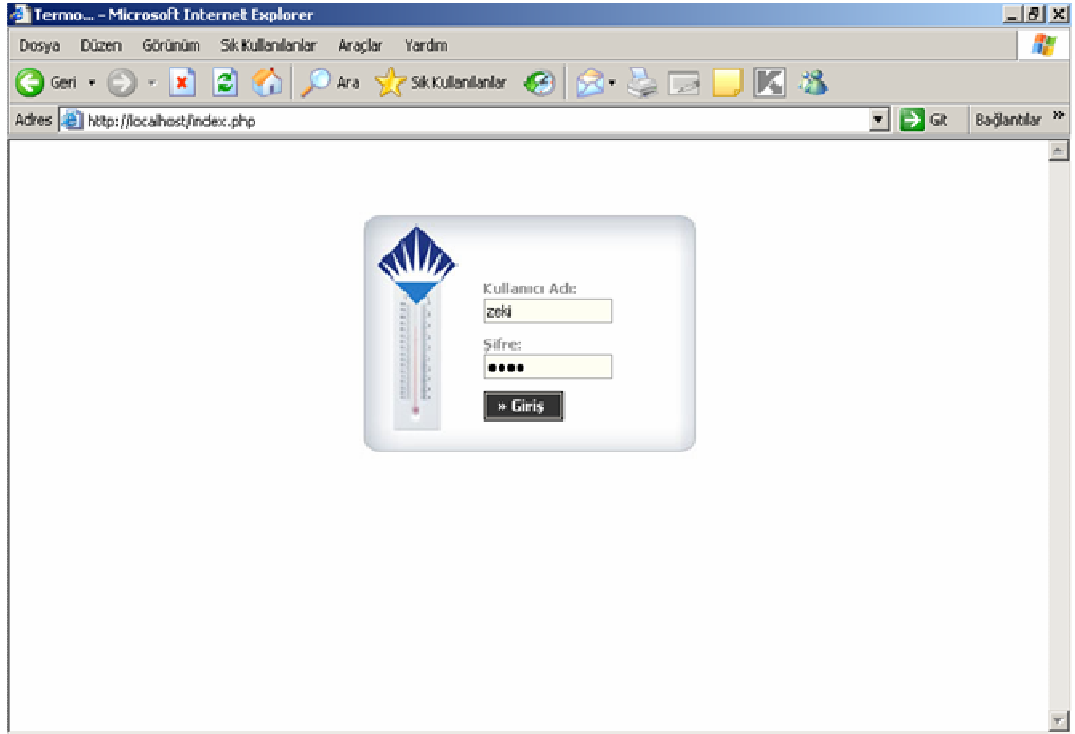 Termo... - Microsoft Internet Explorer
Dosya Düzen Görünüm Sık Kullanılanlar Araçlar Yardım
Geri Ara Sık Kullanılanlar
Adres http://localhost/index.php Git Bağlantılar »
Kullanıcı Adı:
zeki
Şifre:
••••
» Giriş